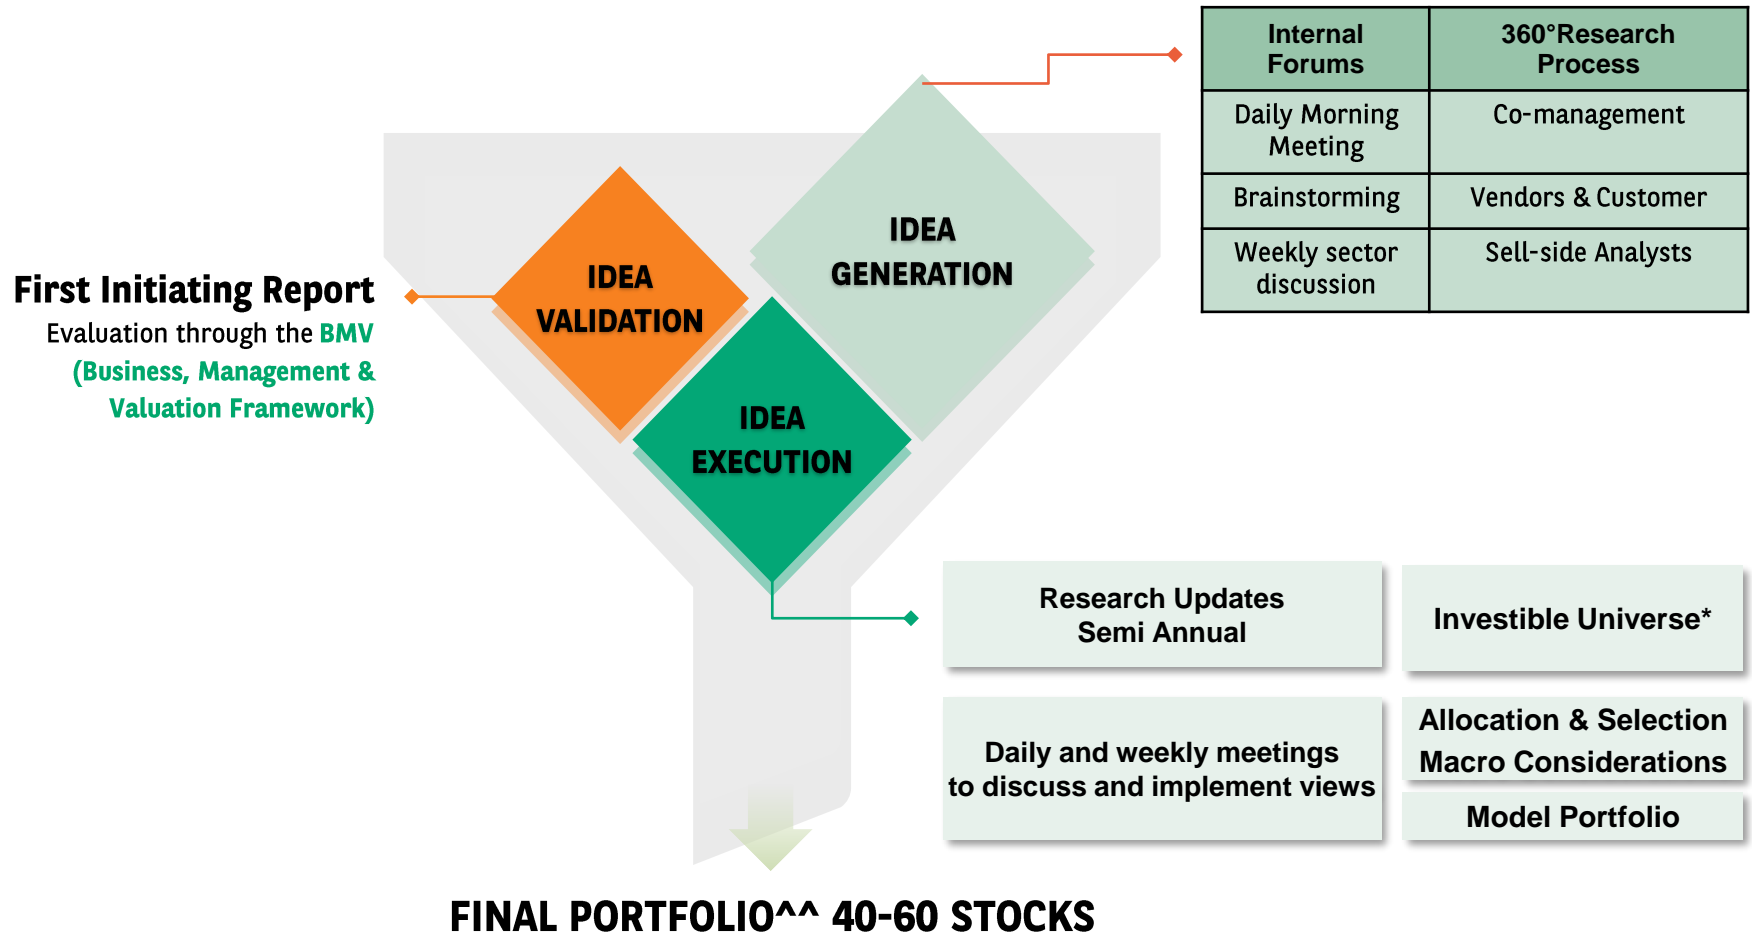 Internal
Forums
360°Research
Process
Daily Morning
Meeting
Co-management
Brainstorming
Vendors & Customer
Weekly sector
discussion
Sell-side Analysts
IDEA
GENERATION
IDEA
VALIDATION
First Initiating Report
Evaluation through the BMV
(Business, Management &
Valuation Framework)
IDEA
EXECUTION
Research Updates
Semi Annual
Investible Universe*
Daily and weekly meetings
to discuss and implement views
Allocation & Selection
Macro Considerations
Model Portfolio
FINAL PORTFOLIO^^ 40-60 STOCKS